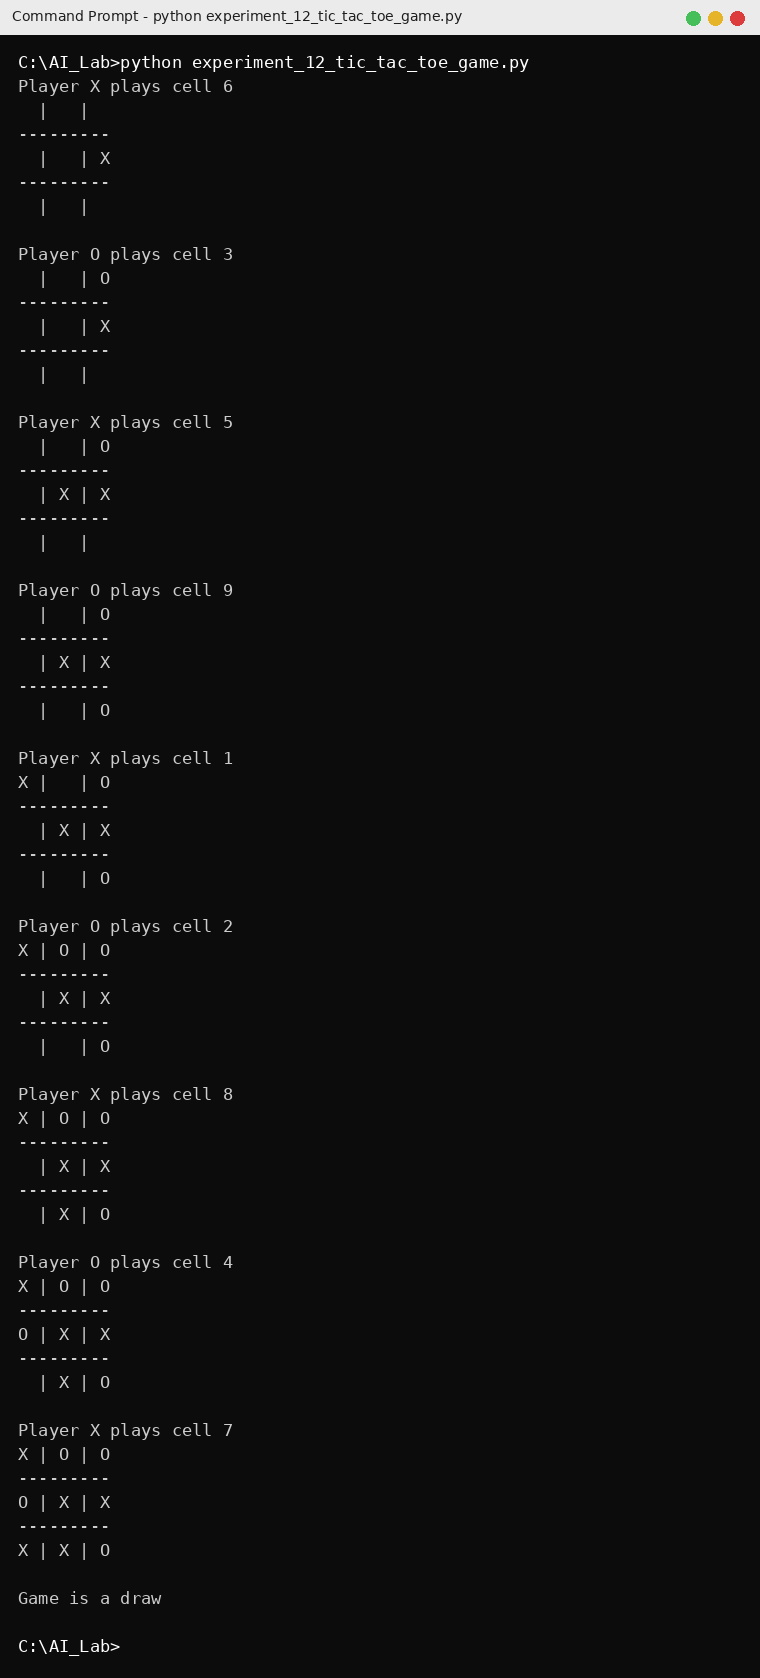 Command Prompt - python experiment_12_tic_tac_toe_game.py
C:\AI_Lab>python experiment_12_tic_tac_toe_game.py
Player X plays cell 6
  |   |
---------
  |   | X
---------
  |   |

Player O plays cell 3
  |   | O
---------
  |   | X
---------
  |   |

Player X plays cell 5
  |   | O
---------
  | X | X
---------
  |   |

Player O plays cell 9
  |   | O
---------
  | X | X
---------
  |   | O

Player X plays cell 1
X |   | O
---------
  | X | X
---------
  |   | O

Player O plays cell 2
X | O | O
---------
  | X | X
---------
  |   | O

Player X plays cell 8
X | O | O
---------
  | X | X
---------
  | X | O

Player O plays cell 4
X | O | O
---------
O | X | X
---------
  | X | O

Player X plays cell 7
X | O | O
---------
O | X | X
---------
X | X | O

Game is a draw

C:\AI_Lab>